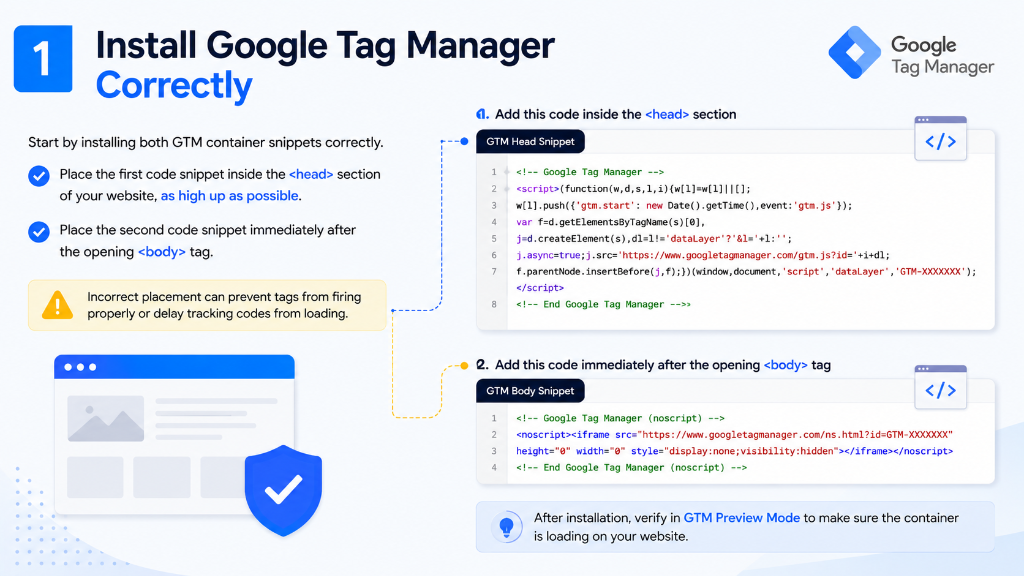 1
Install Google Tag Manager
Correctly
Google
Tag Manager
Start by installing both GTM container snippets correctly.
Place the first code snippet inside the <head> section
of your website, as high up as possible.
Place the second code snippet immediately after
the opening <body> tag.
Incorrect placement can prevent tags from firing
properly or delay tracking codes from loading.
1. Add this code inside the <head> section
</>
GTM Head Snippet
1 <!-- Google Tag Manager -->
2 <script>(function(w,d,s,l,i){w[l]=w[l]||[];
3 w[l].push({'gtm.start': new Date().getTime(),event:'gtm.js'});
4 var f=d.getElementsByTagName(s)[0],
5 j=d.createElement(s),dl=l!='dataLayer'?'&l='+l:'';
6 j.async=true;j.src='https://www.googletagmanager.com/gtm.js?id='+i+dl;
7 f.parentNode.insertBefore(j,f);})(window,document,'script','dataLayer','GTM-XXXXXXX');
</script>
8 <!-- End Google Tag Manager -->>
2. Add this code immediately after the opening <body> tag
</>
GTM Body Snippet
1 <!-- Google Tag Manager (noscript) -->
2 <noscript><iframe src="https://www.googletagmanager.com/ns.html?id=GTM-XXXXXXX"
3 height="0" width="0" style="display:none;visibility:hidden"></iframe></noscript>
4 <!-- End Google Tag Manager (noscript) -->
After installation, verify in GTM Preview Mode to make sure the container
is loading on your website.